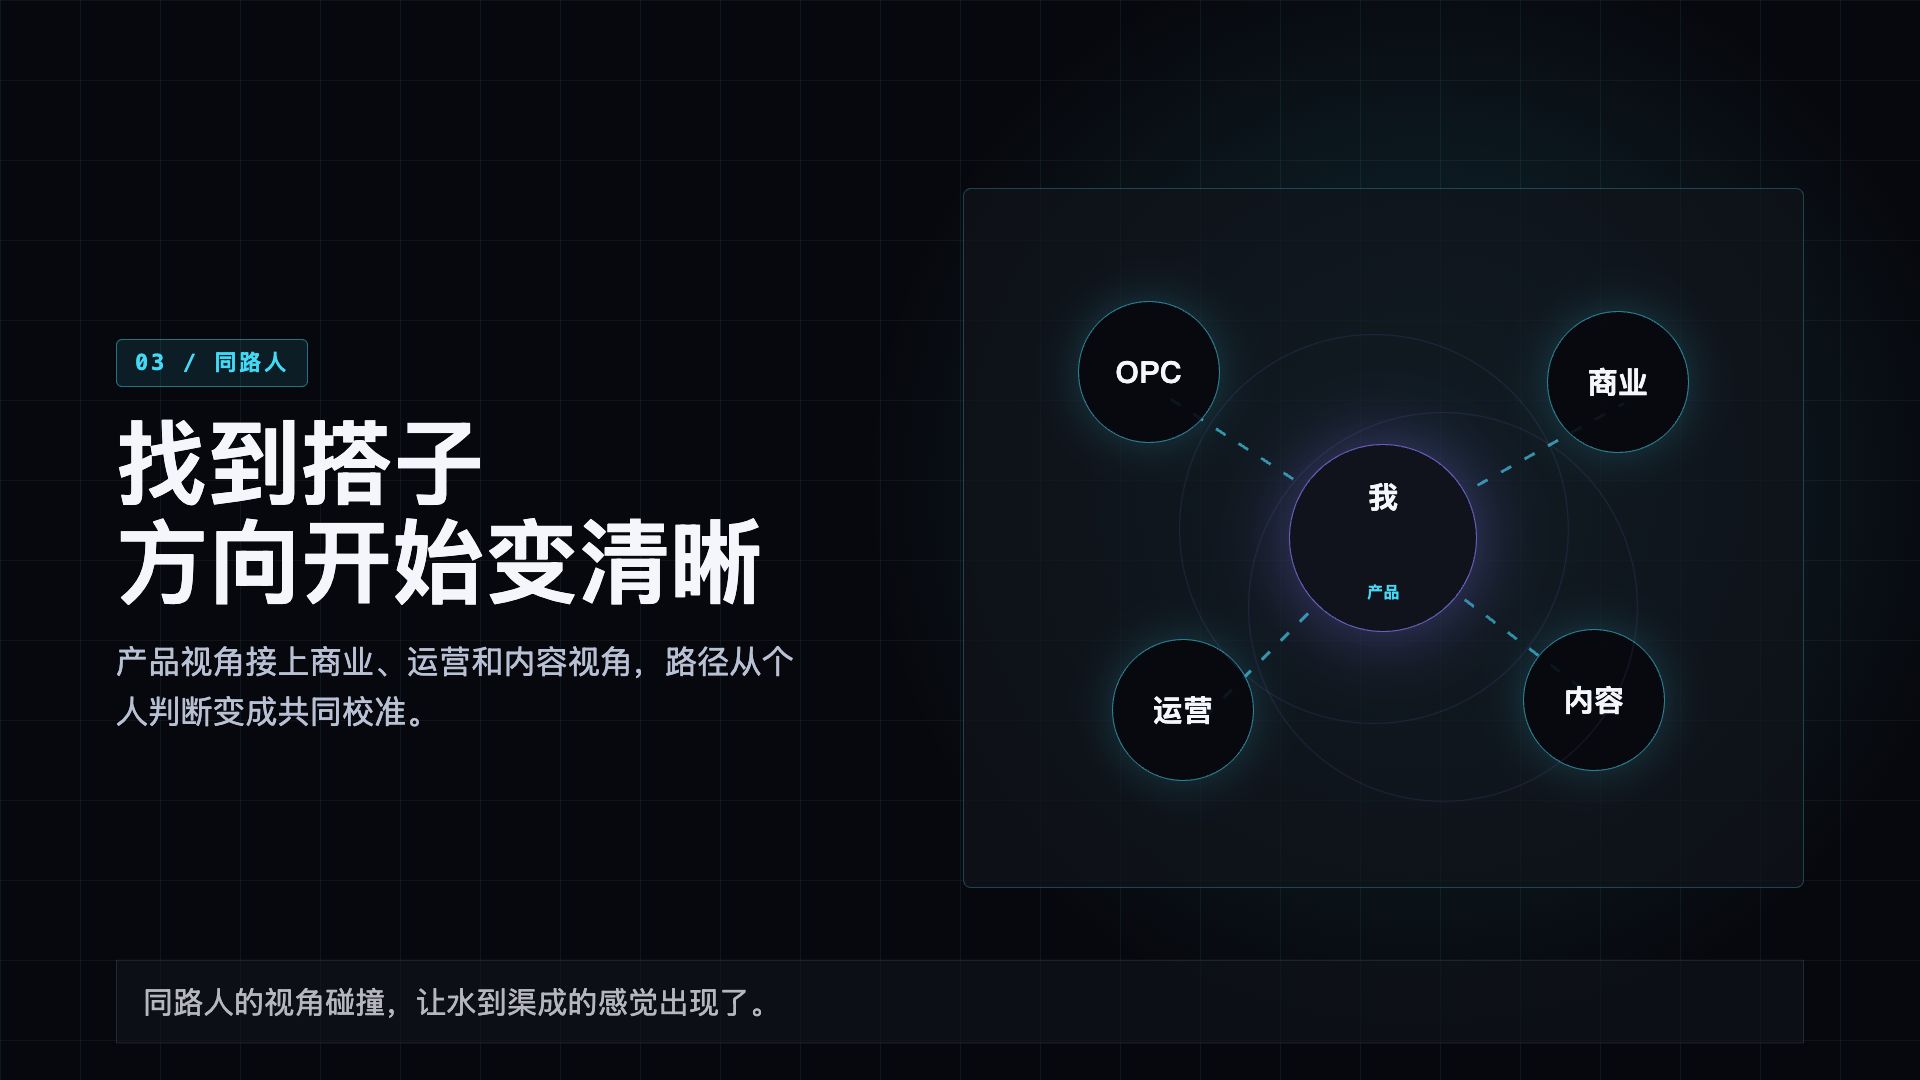 03 / 同路人
找到搭子
方向开始变清晰
产品视角接上商业、运营和内容视角，路径从个
人判断变成共同校准。
OPC
商业
我
产品
运营
内容
同路人的视角碰撞，让水到渠成的感觉出现了。